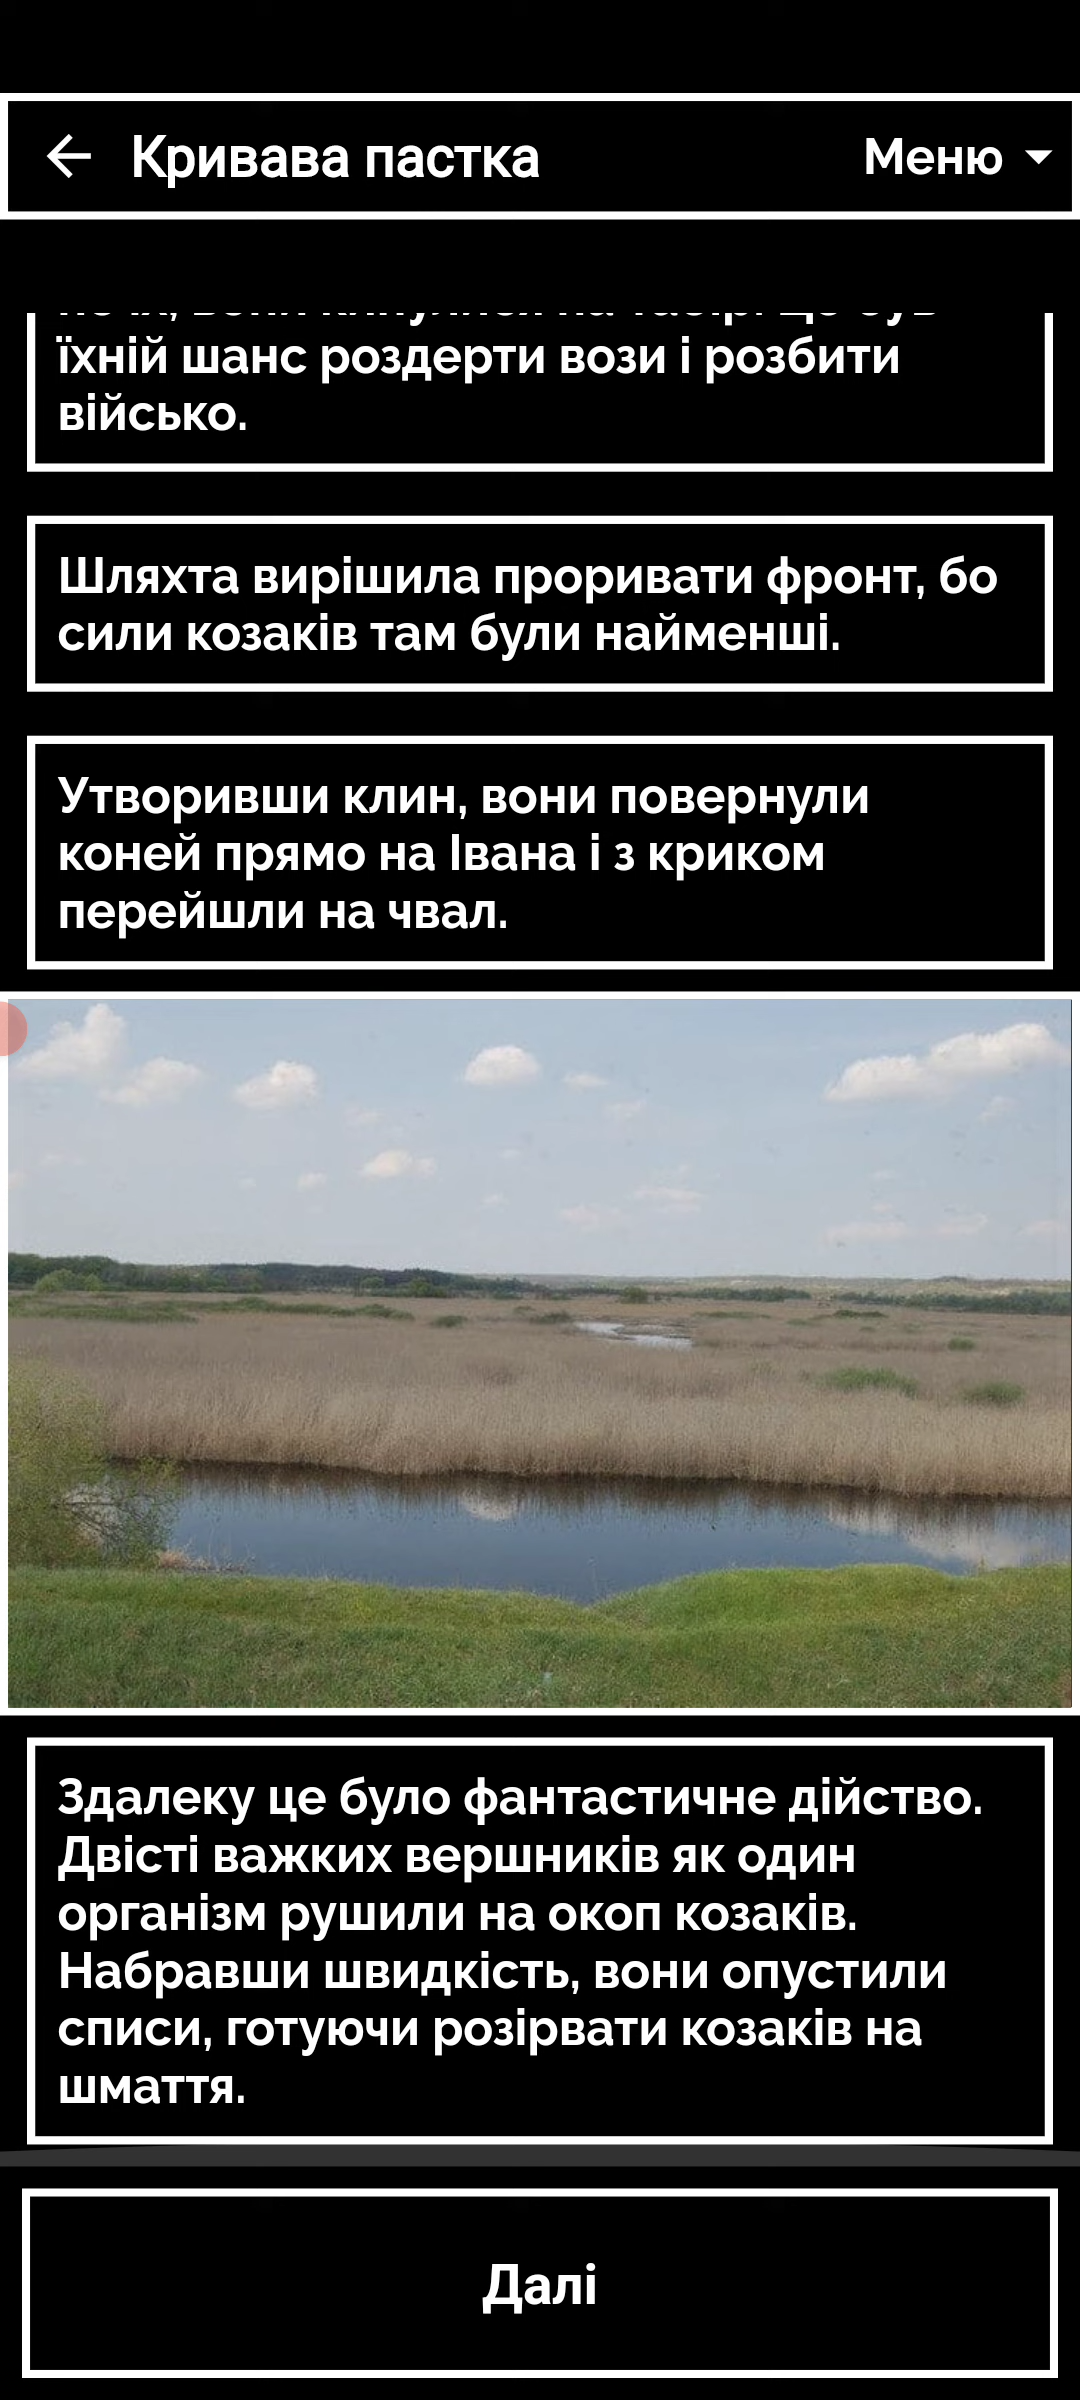 Кривава пастка
Меню
їхній шанс роздерти вози і розбити
військо.
Шляхта вирішила проривати фронт, бо
сили козаків там були найменші.
Утворивши клин, вони повернули
коней прямо на Івана і з криком
перейшли на чвал.
Здалеку це було фантастичне дійство.
Двісті важких вершників як один
організм рушили на окоп козаків.
Набравши швидкість, вони опустили
списи, готуючи розірвати козаків на
шмаття.
Далі